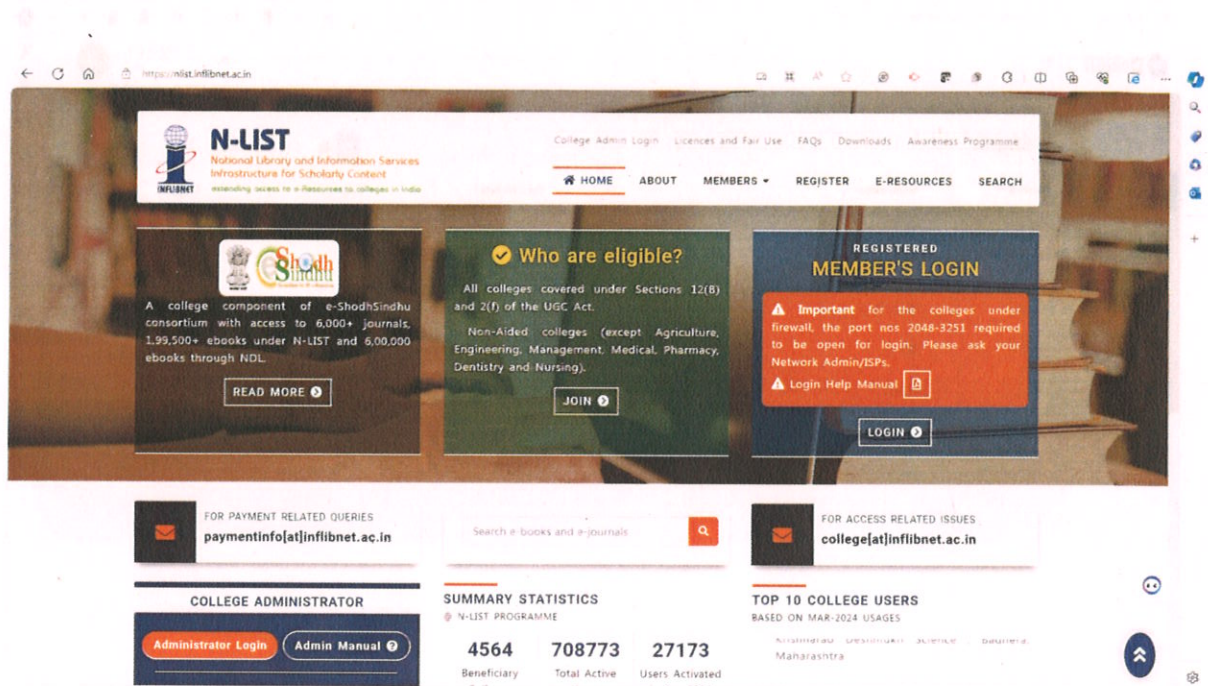 https://nlist.inflibnet.ac.in
INFLIBNET
N-LIST
National Library and Information Services
Infrastructure for Scholarly Content
extending access to e-Resources to colleges in India
College Admin Login Licences and Fair Use FAQs Downloads Awareness Programme
HOME ABOUT MEMBERS REGISTER E-RESOURCES SEARCH
Shodh
Sindhu
A college component of e-ShodhSindhu
consortium with access to 6,000+ journals,
1,99,500+ ebooks under N-LIST and 6,00,000
ebooks through NDL.
READ MORE
Who are eligible?
All colleges covered under Sections 12(B)
and 2(f) of the UGC Act.
Non-Aided colleges (except Agriculture,
Engineering, Management, Medical, Pharmacy,
Dentistry and Nursing).
JOIN
REGISTERED
MEMBER'S LOGIN
Important for the colleges under
firewall, the port nos 2048-3251 required
to be open for login. Please ask your
Network Admin/ISPs.
Login Help Manual
LOGIN
FOR PAYMENT RELATED QUERIES
paymentinfo[at]inflibnet.ac.in
Search e-books and e-journals
FOR ACCESS RELATED ISSUES
college[at]inflibnet.ac.in
COLLEGE ADMINISTRATOR
Administrator Login Admin Manual
SUMMARY STATISTICS
N-LIST PROGRAMME
4564 708773 27173
Beneficiary Total Active Users Activated
TOP 10 COLLEGE USERS
BASED ON MAR-2024 USAGES
Maharashtra